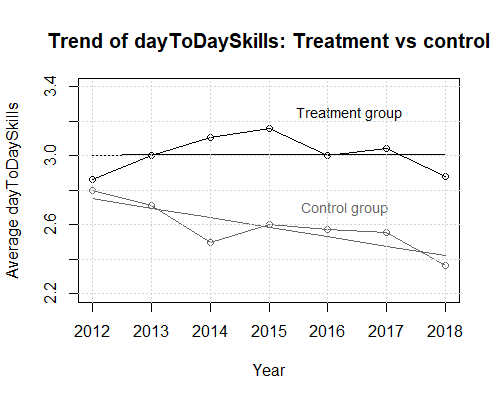 Trend of dayToDaySkills: Treatment vs control
Average dayToDaySkills
3.4
3.0
2.6
2.2
Treatment group
Control group
2012 2013 2014 2015 2016 2017 2018
Year